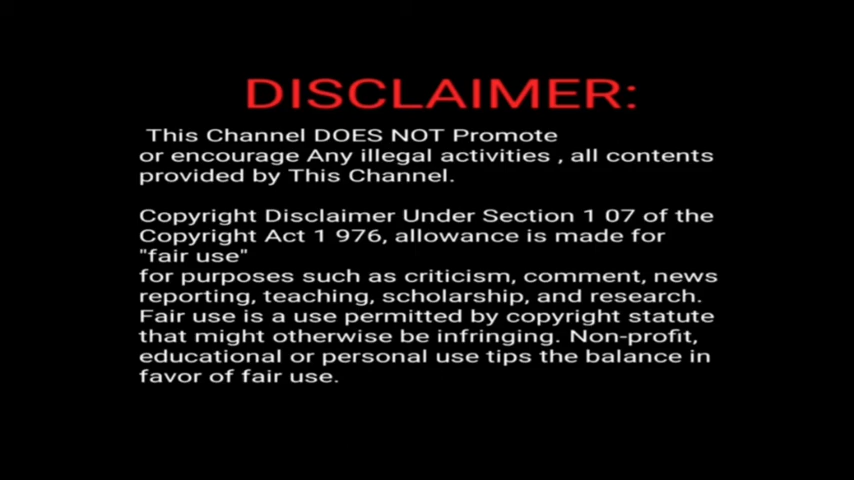 DISCLAIMER:
This Channel DOES NOT Promote
or encourage Any illegal activities , all contents
provided by This Channel.
Copyright Disclaimer Under Section 1 07 of the
Copyright Act 1 976, allowance is made for
"fair use"
for purposes such as criticism, comment, news
reporting, teaching, scholarship, and research.
Fair use is a use permitted by copyright statute
that might otherwise be infringing. Non-profit,
educational or personal use tips the balance in
favor of fair use.